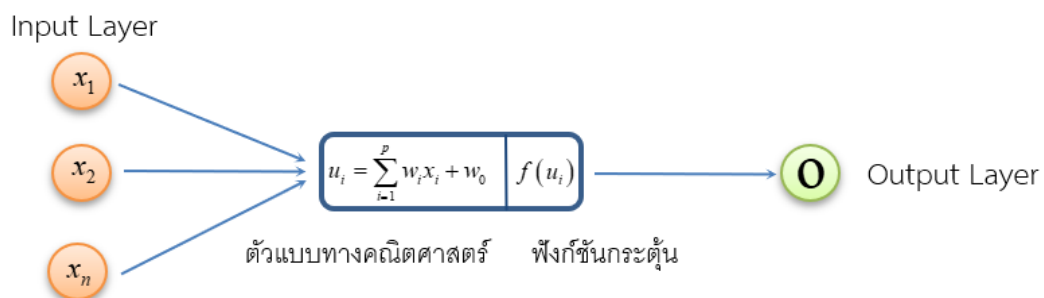 Input Layer
x₁
x₂
xₙ
uᵢ = ∑ᵢ₌₁ᵖ wᵢxᵢ + w₀
f(uᵢ)
O
Output Layer
ตัวแบบทางคณิตศาสตร์
ฟังก์ชันกระตุ้น